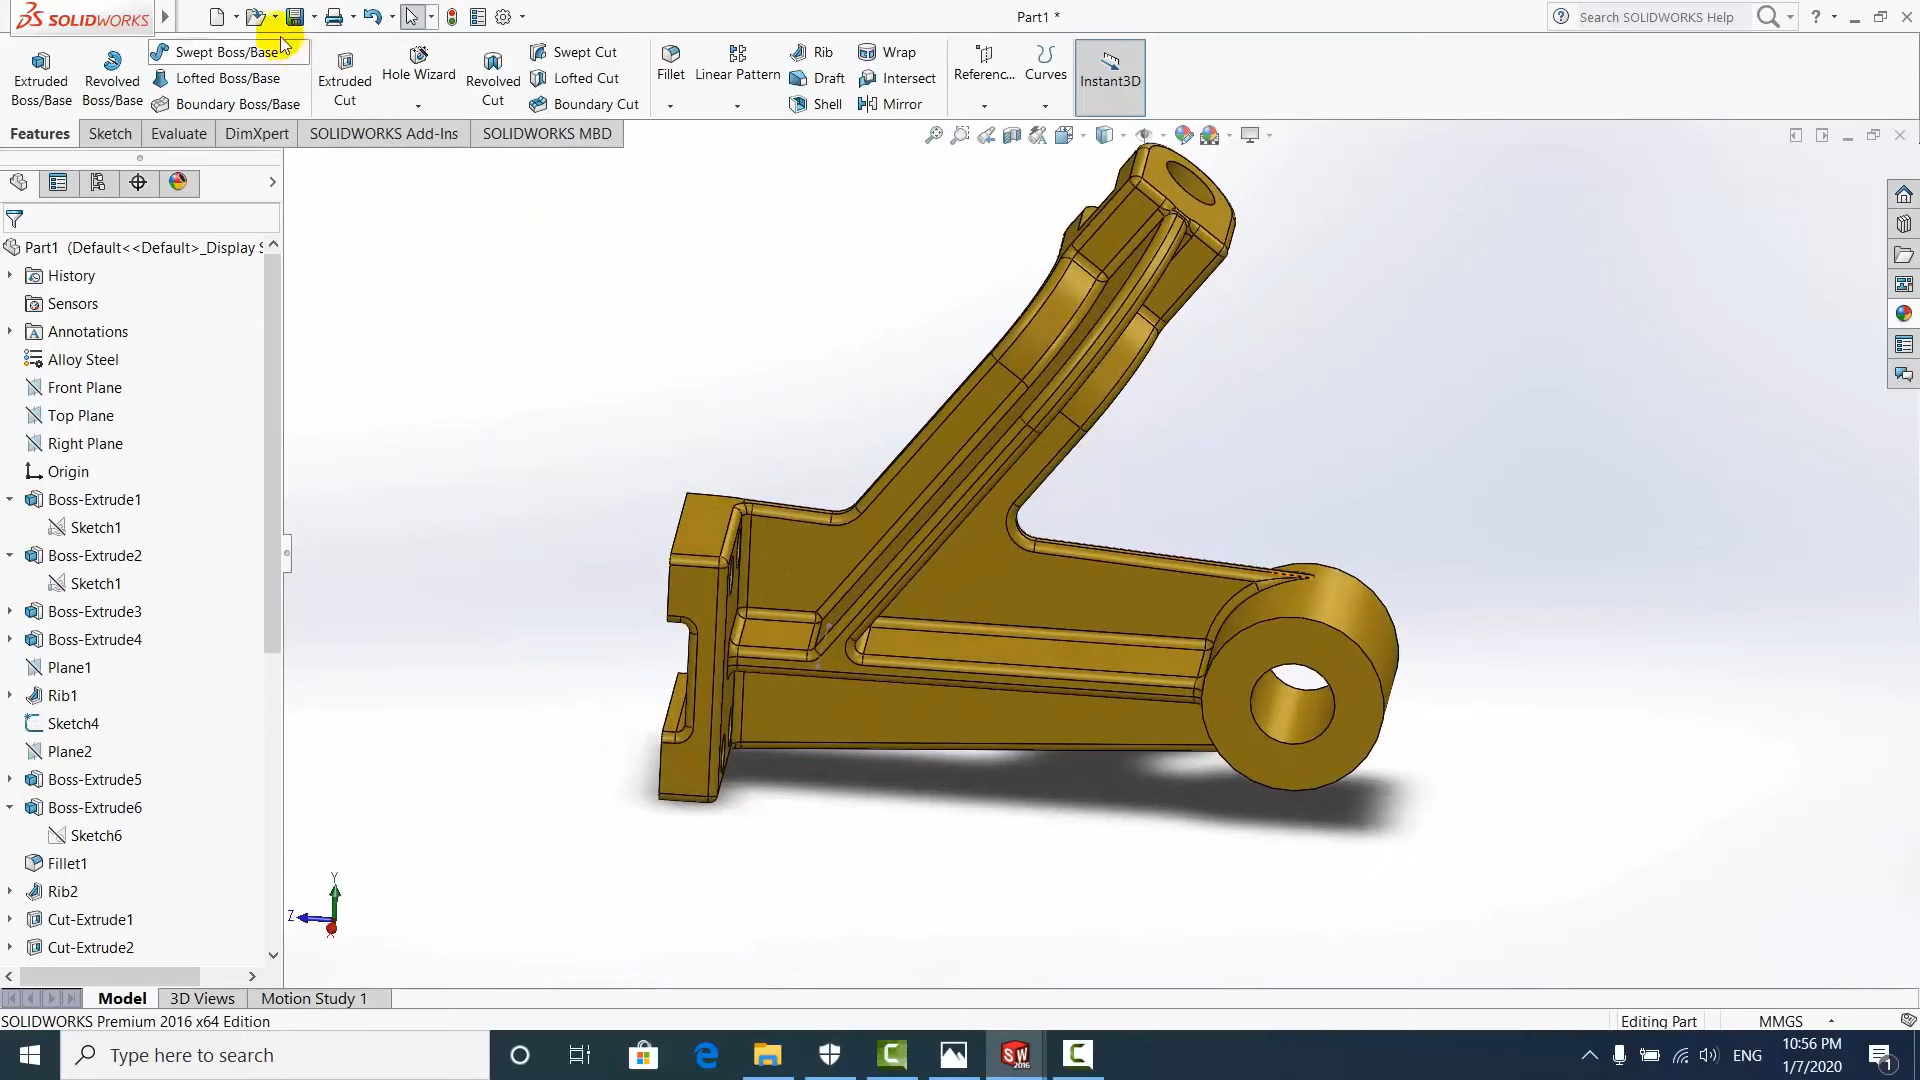 SOLIDWORKS
Part1 *
Search SOLIDWORKS Help
Extruded Boss/Base
Revolved Boss/Base
Swept Boss/Base
Lofted Boss/Base
Boundary Boss/Base
Extruded Cut
Hole Wizard
Revolved Cut
Swept Cut
Lofted Cut
Boundary Cut
Fillet
Linear Pattern
Rib
Draft
Shell
Wrap
Intersect
Mirror
Referenc...
Curves
Instant3D
Features
Sketch
Evaluate
DimXpert
SOLIDWORKS Add-Ins
SOLIDWORKS MBD
Part1 (Default<<Default>_Display S
History
Sensors
Annotations
Alloy Steel
Front Plane
Top Plane
Right Plane
Origin
Boss-Extrude1
Sketch1
Boss-Extrude2
Sketch1
Boss-Extrude3
Boss-Extrude4
Plane1
Rib1
Sketch4
Plane2
Boss-Extrude5
Boss-Extrude6
Sketch6
Fillet1
Rib2
Cut-Extrude1
Cut-Extrude2
Y
Z
X
Model
3D Views
Motion Study 1
SOLIDWORKS Premium 2016 x64 Edition
Editing Part
MMGS
Type here to search
SW
2016
ENG
10:56 PM
1/7/2020
1